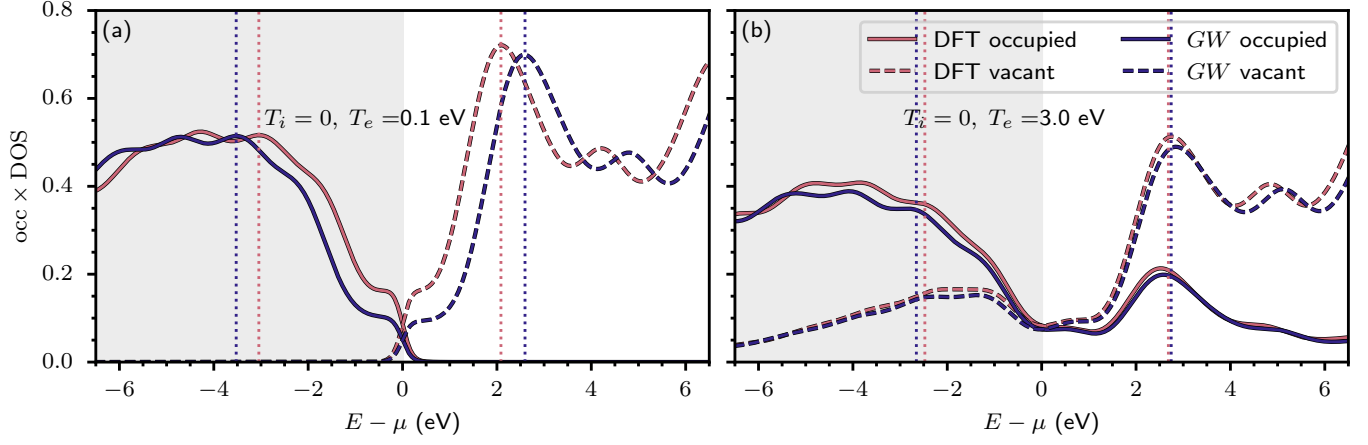 (a)
T_i = 0, T_e =0.1 eV
occ × DOS
0.8
0.6
0.4
0.2
0.0
−6 −4 −2 0 2 4 6
E − μ (eV)
(b)
DFT occupied
DFT vacant
GW occupied
GW vacant
T_i = 0, T_e =3.0 eV
−6 −4 −2 0 2 4 6
E − μ (eV)